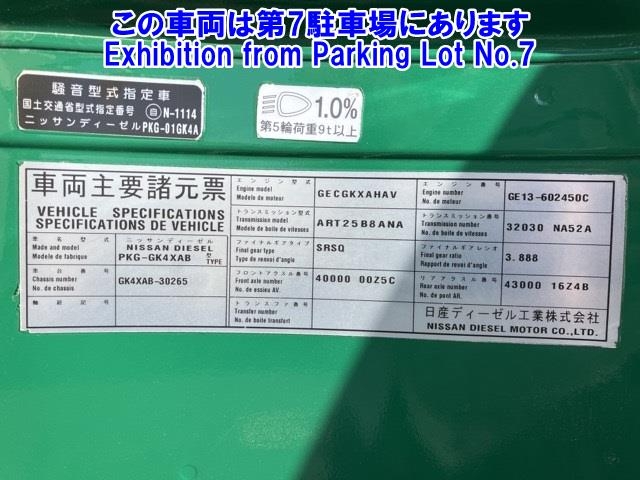 この車両は第7駐車場にあります
Exhibition from Parking Lot No.7
騒音型式指定車
国土交通省型式指定番号 自N-1114
ニッサンディーゼルPKG-01GK4A
1.0%
第5輪荷重9t以上
車両主要諸元票
VEHICLE SPECIFICATIONS
SPECIFICATIONS DE VEHICLE
車名型式 Made and model Modele de fabrique ニッサンディーゼル NISSAN DIESEL PKG-GK4XAB 型 TYPE
車台番号 Chassis number No. de chassis GK4XAB-30265
軸距記号
エンジン型式 Engine model Modele de moteur GECGKXAHAV
トランスミッション型式 Transmission model Modele de boite de vitesses ART25B8ANA
ファイナルギアタイプ Final gear type Type de renvoi d'angle SRSQ
フロントアクスル番号 Front axle number No. de essieu AV. 40000 00Z5C
トランスファ番号 Transfer number No. de boite transfert
エンジン番号 Engine number No. de moteur GE13-602450C
トランスミッション番号 Transmission number No. de boite de vitesses 32030 NA52A
ファイナルギアレシオ Final gear ratio Rapport de renvoi d'angle 3.888
リアアクスル番号 Rear axle number No. de pont AR. 43000 16Z4B
日産ディーゼル工業株式会社
NISSAN DIESEL MOTOR CO.,LTD.